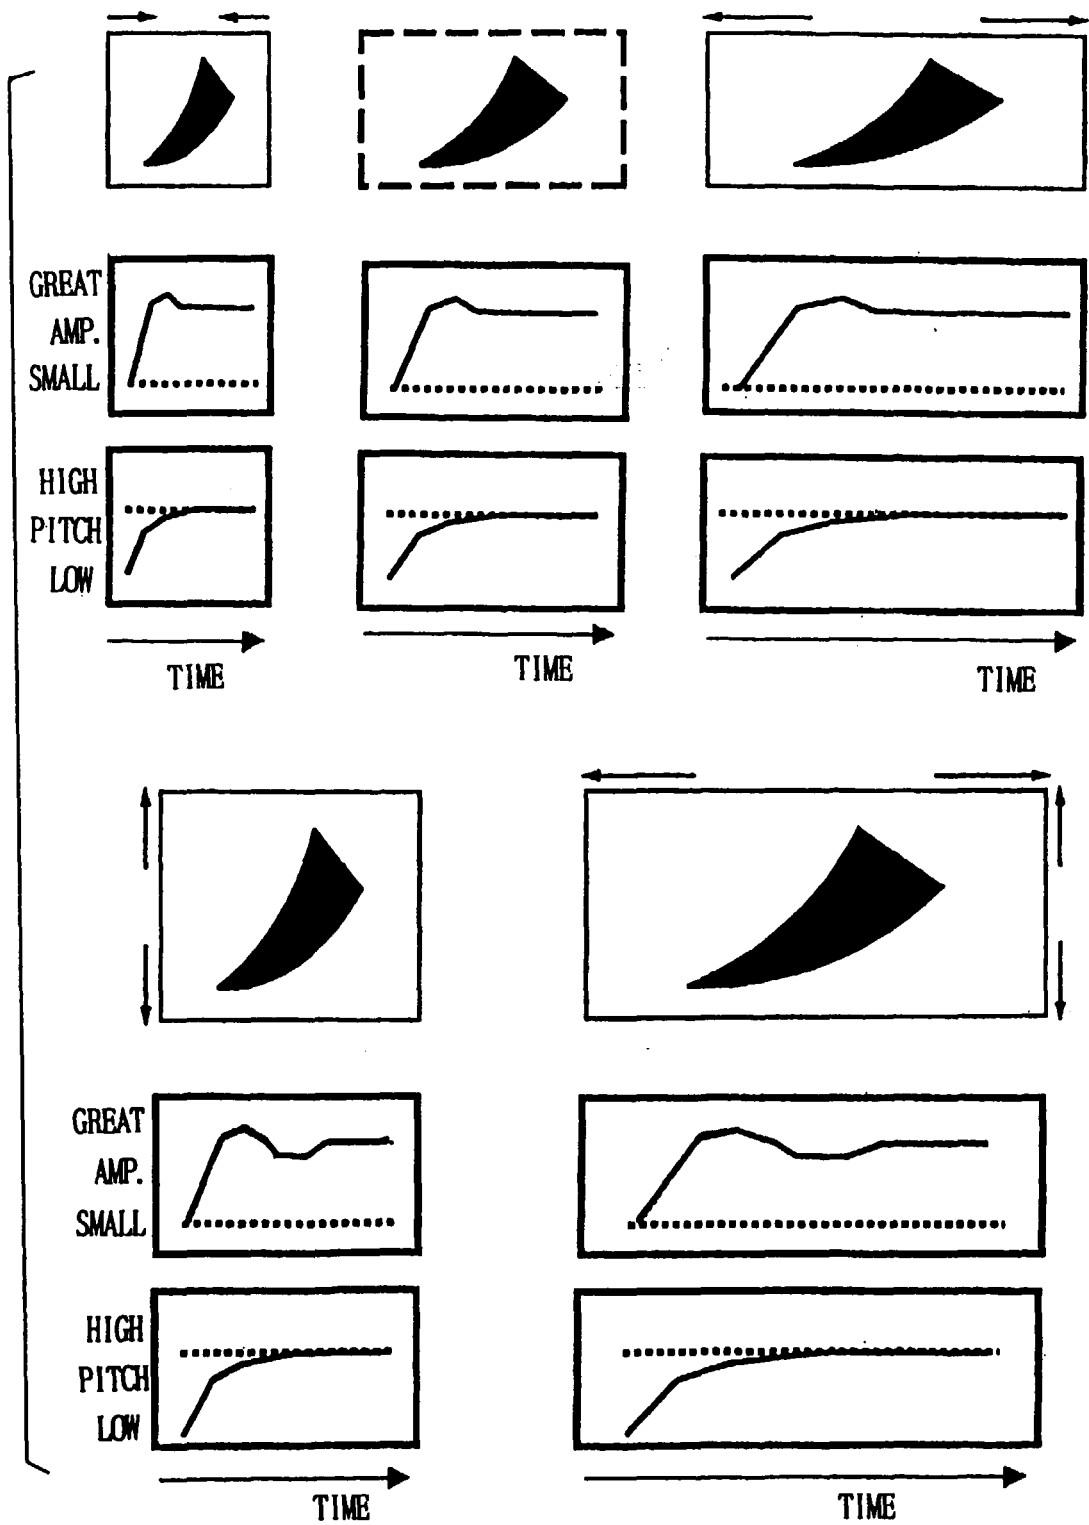 GREAT
AMP.
SMALL
HIGH
PITCH
LOW
TIME TIME TIME
GREAT
AMP.
SMALL
HIGH
PITCH
LOW
TIME TIME